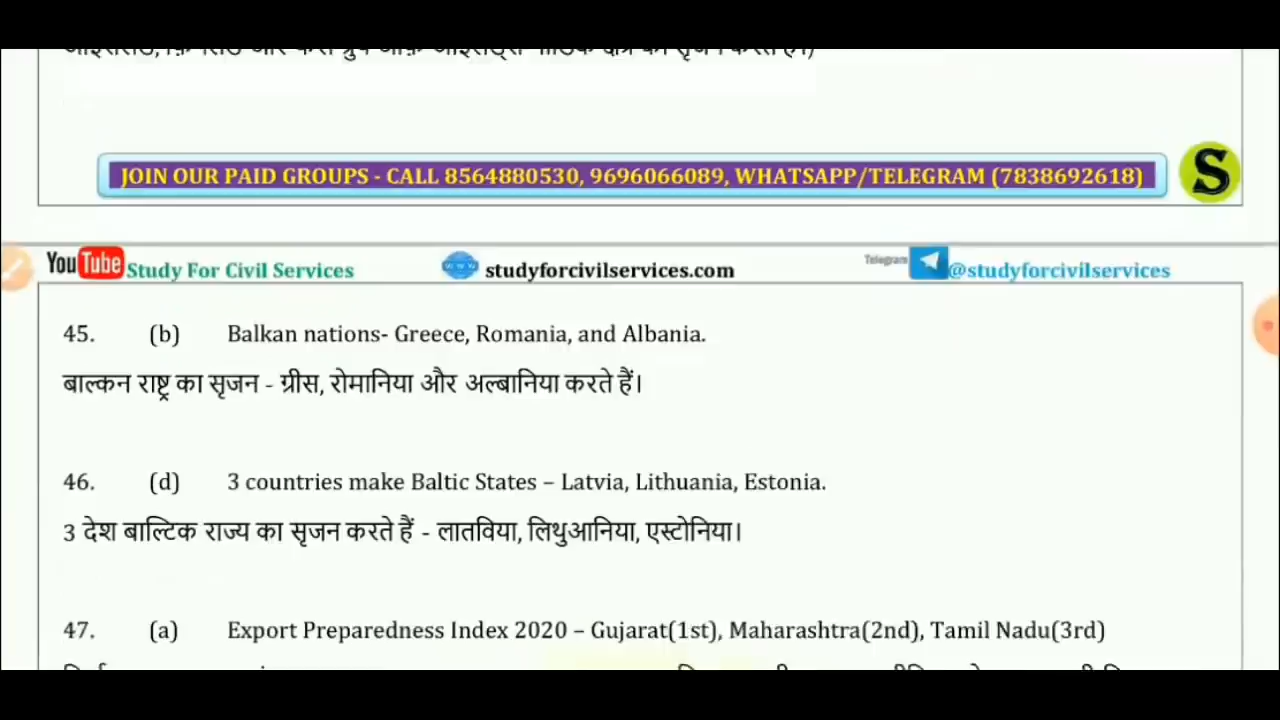 JOIN OUR PAID GROUPS - CALL 8564880530, 9696066089, WHATSAPP/TELEGRAM (7838692618)
S
YouTube Study For Civil Services www studyforcivilservices.com Telegram @studyforcivilservices
45. (b) Balkan nations- Greece, Romania, and Albania.
बाल्कन राष्ट्र का सृजन - ग्रीस, रोमानिया और अल्बानिया करते हैं।
46. (d) 3 countries make Baltic States – Latvia, Lithuania, Estonia.
3 देश बाल्टिक राज्य का सृजन करते हैं - लातविया, लिथुआनिया, एस्टोनिया।
47. (a) Export Preparedness Index 2020 – Gujarat(1st), Maharashtra(2nd), Tamil Nadu(3rd)